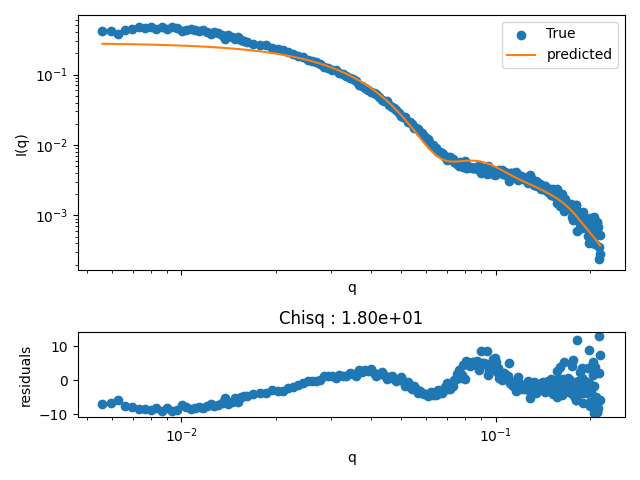 True
predicted
10⁻¹
10⁻²
10⁻³
I(q)
q
Chisq : 1.80e+01
10
0
−10
residuals
10⁻² 10⁻¹
q